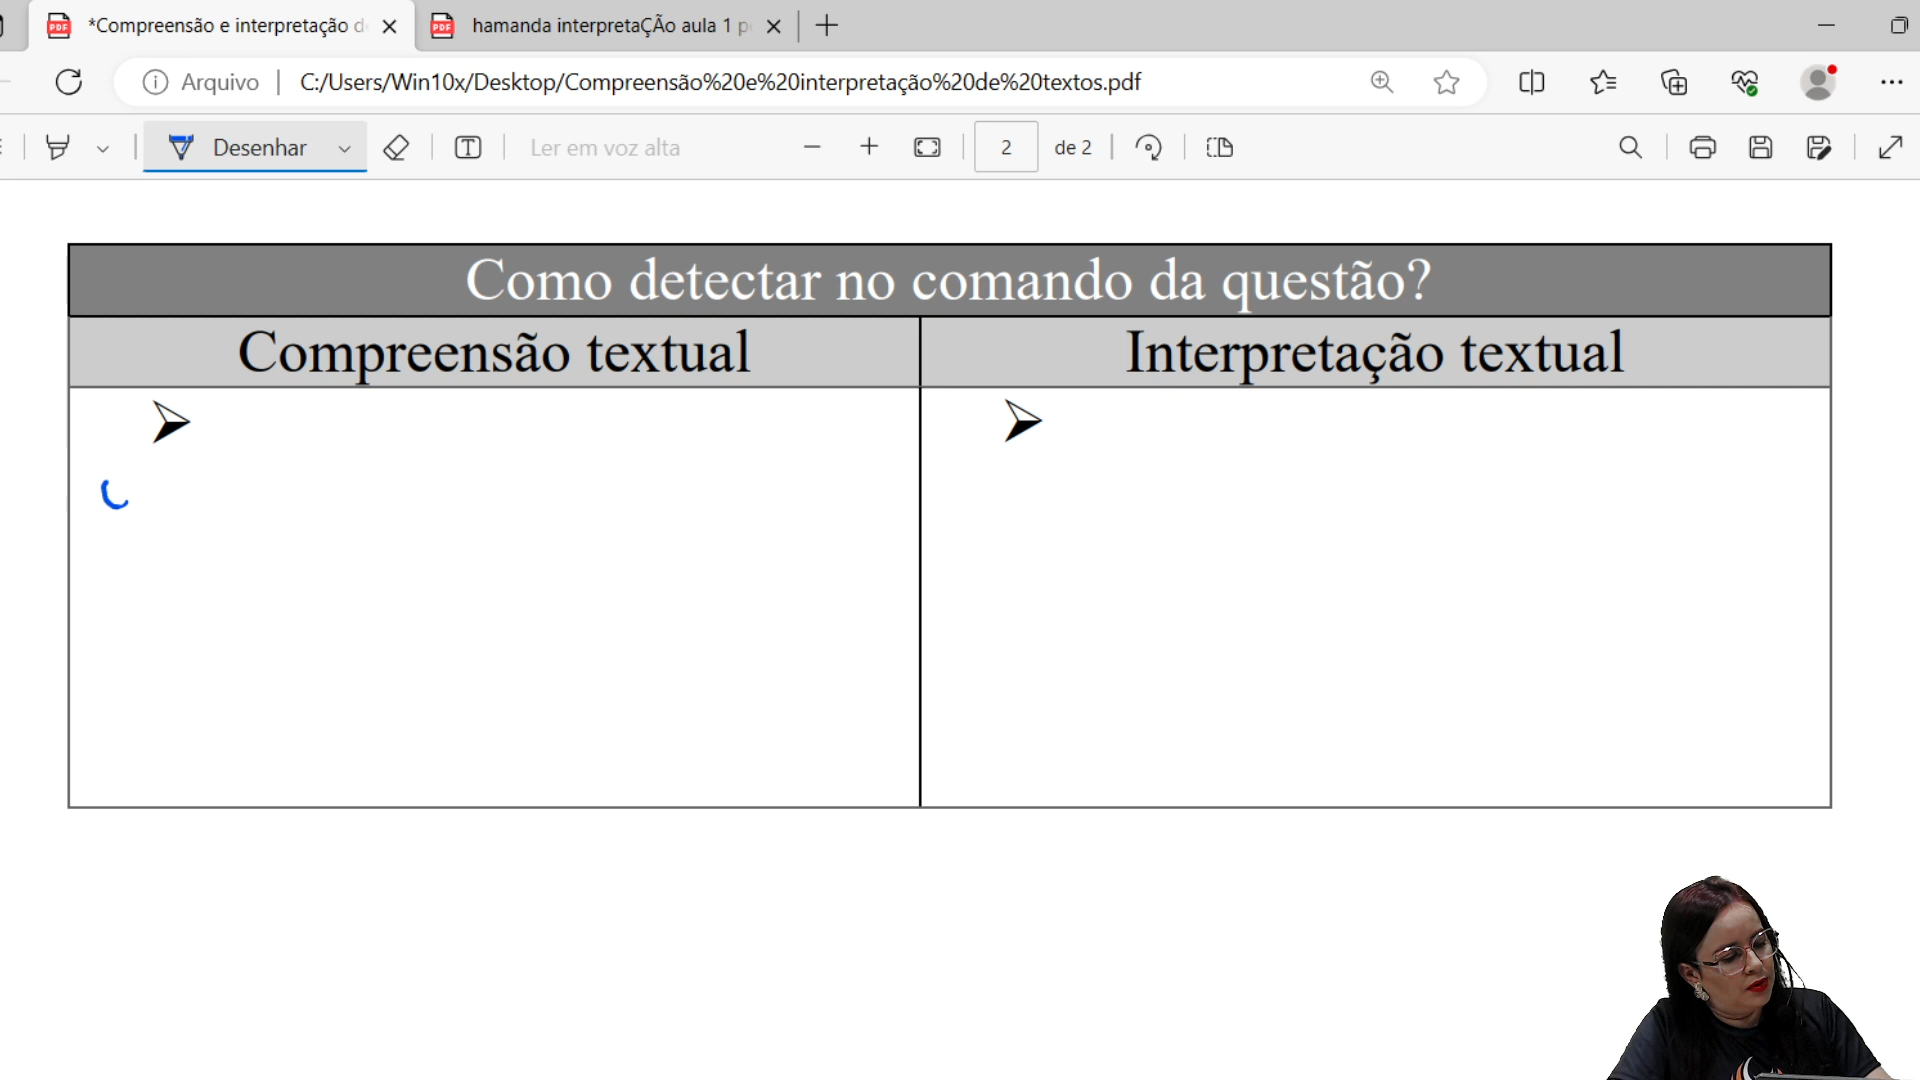 *Compreensão e interpretação d
hamanda interpretaÇÃo aula 1 p
Arquivo
C:/Users/Win10x/Desktop/Compreensão%20e%20interpretação%20de%20textos.pdf
Desenhar
Ler em voz alta
2
de 2
Como detectar no comando da questão?
Compreensão textual
Interpretação textual